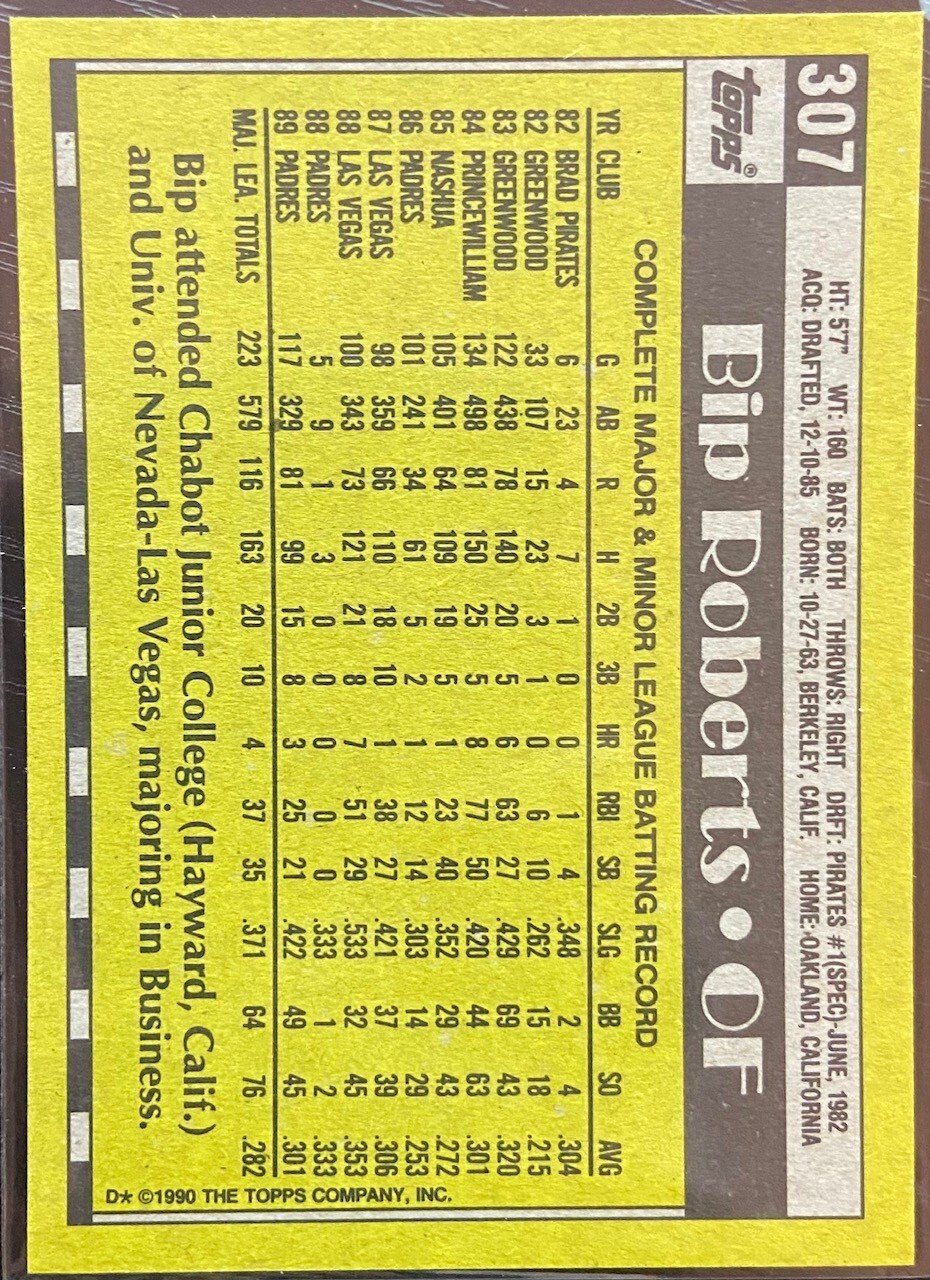 307
HT: 5'7" WT: 160 BATS: BOTH THROWS: RIGHT DRFT: PIRATES #1(SPEC)-JUNE, 1982
ACQ: DRAFTED, 12-10-85 BORN: 10-27-63, BERKELEY, CALIF. HOME: OAKLAND, CALIFORNIA
TOPPS®
Bip Roberts • OF
COMPLETE MAJOR & MINOR LEAGUE BATTING RECORD
YR CLUB G AB R H 2B 3B HR RBI SB SLG BB SO AVG
82 BRAD PIRATES 6 23 4 7 1 0 0 1 4 .348 2 4 .304
82 GREENWOOD 33 107 15 23 3 1 0 6 10 .262 15 18 .215
83 GREENWOOD 122 438 78 140 20 5 6 63 27 .429 69 43 .320
84 PRINCEWILLIAM 134 498 81 150 25 5 8 77 50 .420 44 63 .301
85 NASHUA 105 401 64 109 19 5 1 23 40 .352 29 43 .272
86 PADRES 101 241 34 61 5 2 1 12 14 .303 14 29 .253
87 LAS VEGAS 98 359 66 110 18 10 1 38 27 .421 37 39 .306
88 LAS VEGAS 100 343 73 121 21 8 7 51 29 .533 32 45 .353
88 PADRES 5 9 1 3 0 0 0 0 0 .333 1 2 .333
89 PADRES 117 329 81 99 15 8 3 25 21 .422 49 45 .301
MAJ. LEA. TOTALS 223 579 116 163 20 10 4 37 35 .371 64 76 .282
Bip attended Chabot Junior College (Hayward, Calif.)
and Univ. of Nevada-Las Vegas, majoring in Business.
D* ©1990 THE TOPPS COMPANY, INC.